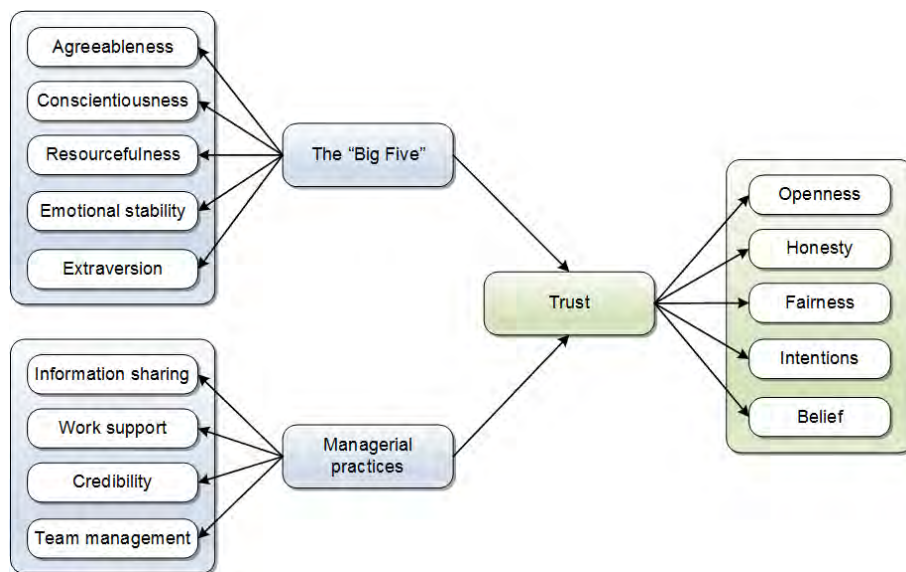 Agreeableness
Conscientiousness
Resourcefulness
Emotional stability
Extraversion
The “Big Five”
Information sharing
Work support
Credibility
Team management
Managerial
practices
Trust
Openness
Honesty
Fairness
Intentions
Belief